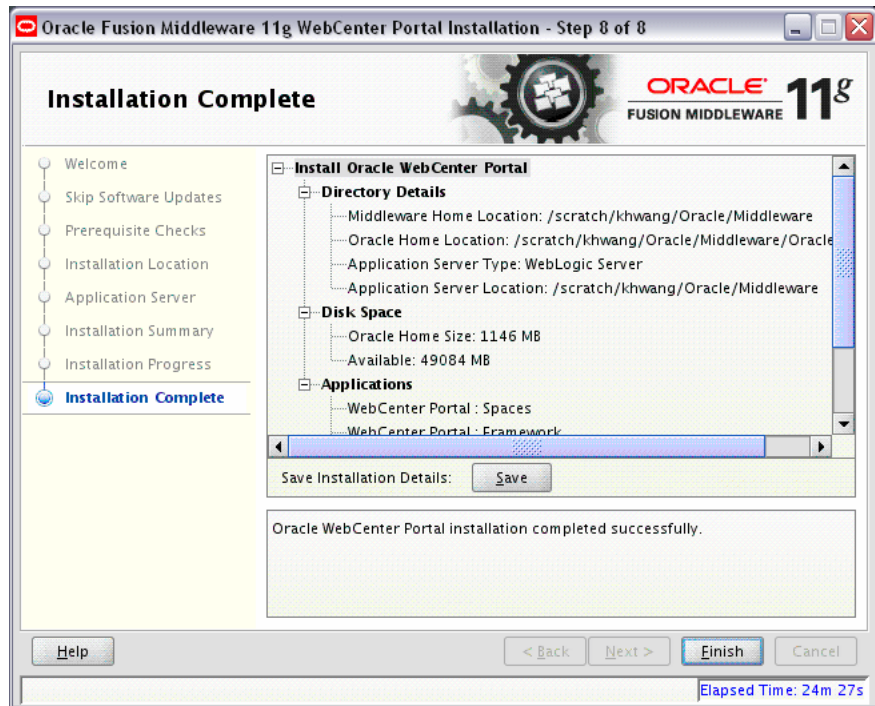 Oracle Fusion Middleware 11g WebCenter Portal Installation - Step 8 of 8
Installation Complete
ORACLE
FUSION MIDDLEWARE
11g
Welcome
Skip Software Updates
Prerequisite Checks
Installation Location
Application Server
Installation Summary
Installation Progress
Installation Complete
Install Oracle WebCenter Portal
Directory Details
Middleware Home Location: /scratch/khwang/Oracle/Middleware
Oracle Home Location: /scratch/khwang/Oracle/Middleware/Oracle
Application Server Type: WebLogic Server
Application Server Location: /scratch/khwang/Oracle/Middleware
Disk Space
Oracle Home Size: 1146 MB
Available: 49084 MB
Applications
WebCenter Portal : Spaces
WebCenter Portal : Framework
Save Installation Details:
Save
Oracle WebCenter Portal installation completed successfully.
Help
< Back
Next >
Finish
Cancel
Elapsed Time: 24m 27s